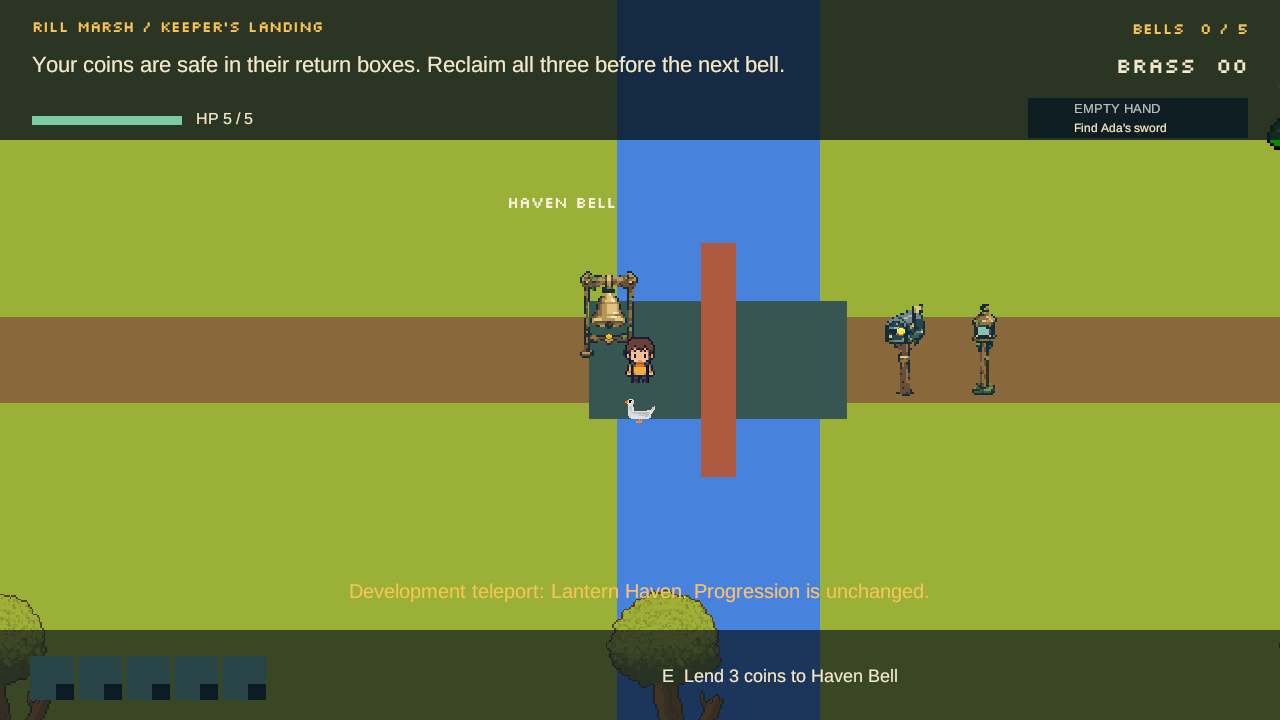 RILL MARSH / KEEPER'S LANDING
BELLS 0 / 5
Your coins are safe in their return boxes. Reclaim all three before the next bell.
BRASS 00
HP 5 / 5
EMPTY HAND
Find Ada's sword
HAVEN BELL
Development teleport: Lantern Haven. Progression is unchanged.
E Lend 3 coins to Haven Bell